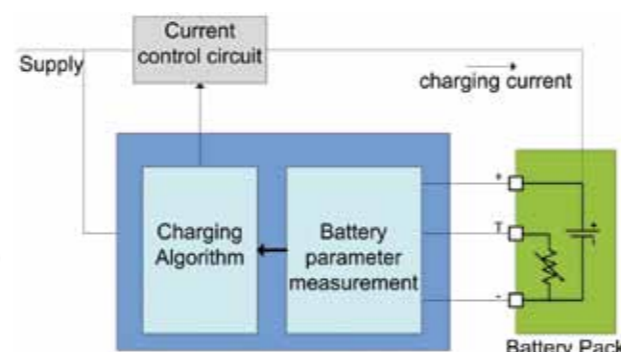 Current
control circuit
Supply
charging current
+
T
-
+
Charging
Algorithm
Battery
parameter
measurement
Battery Pack